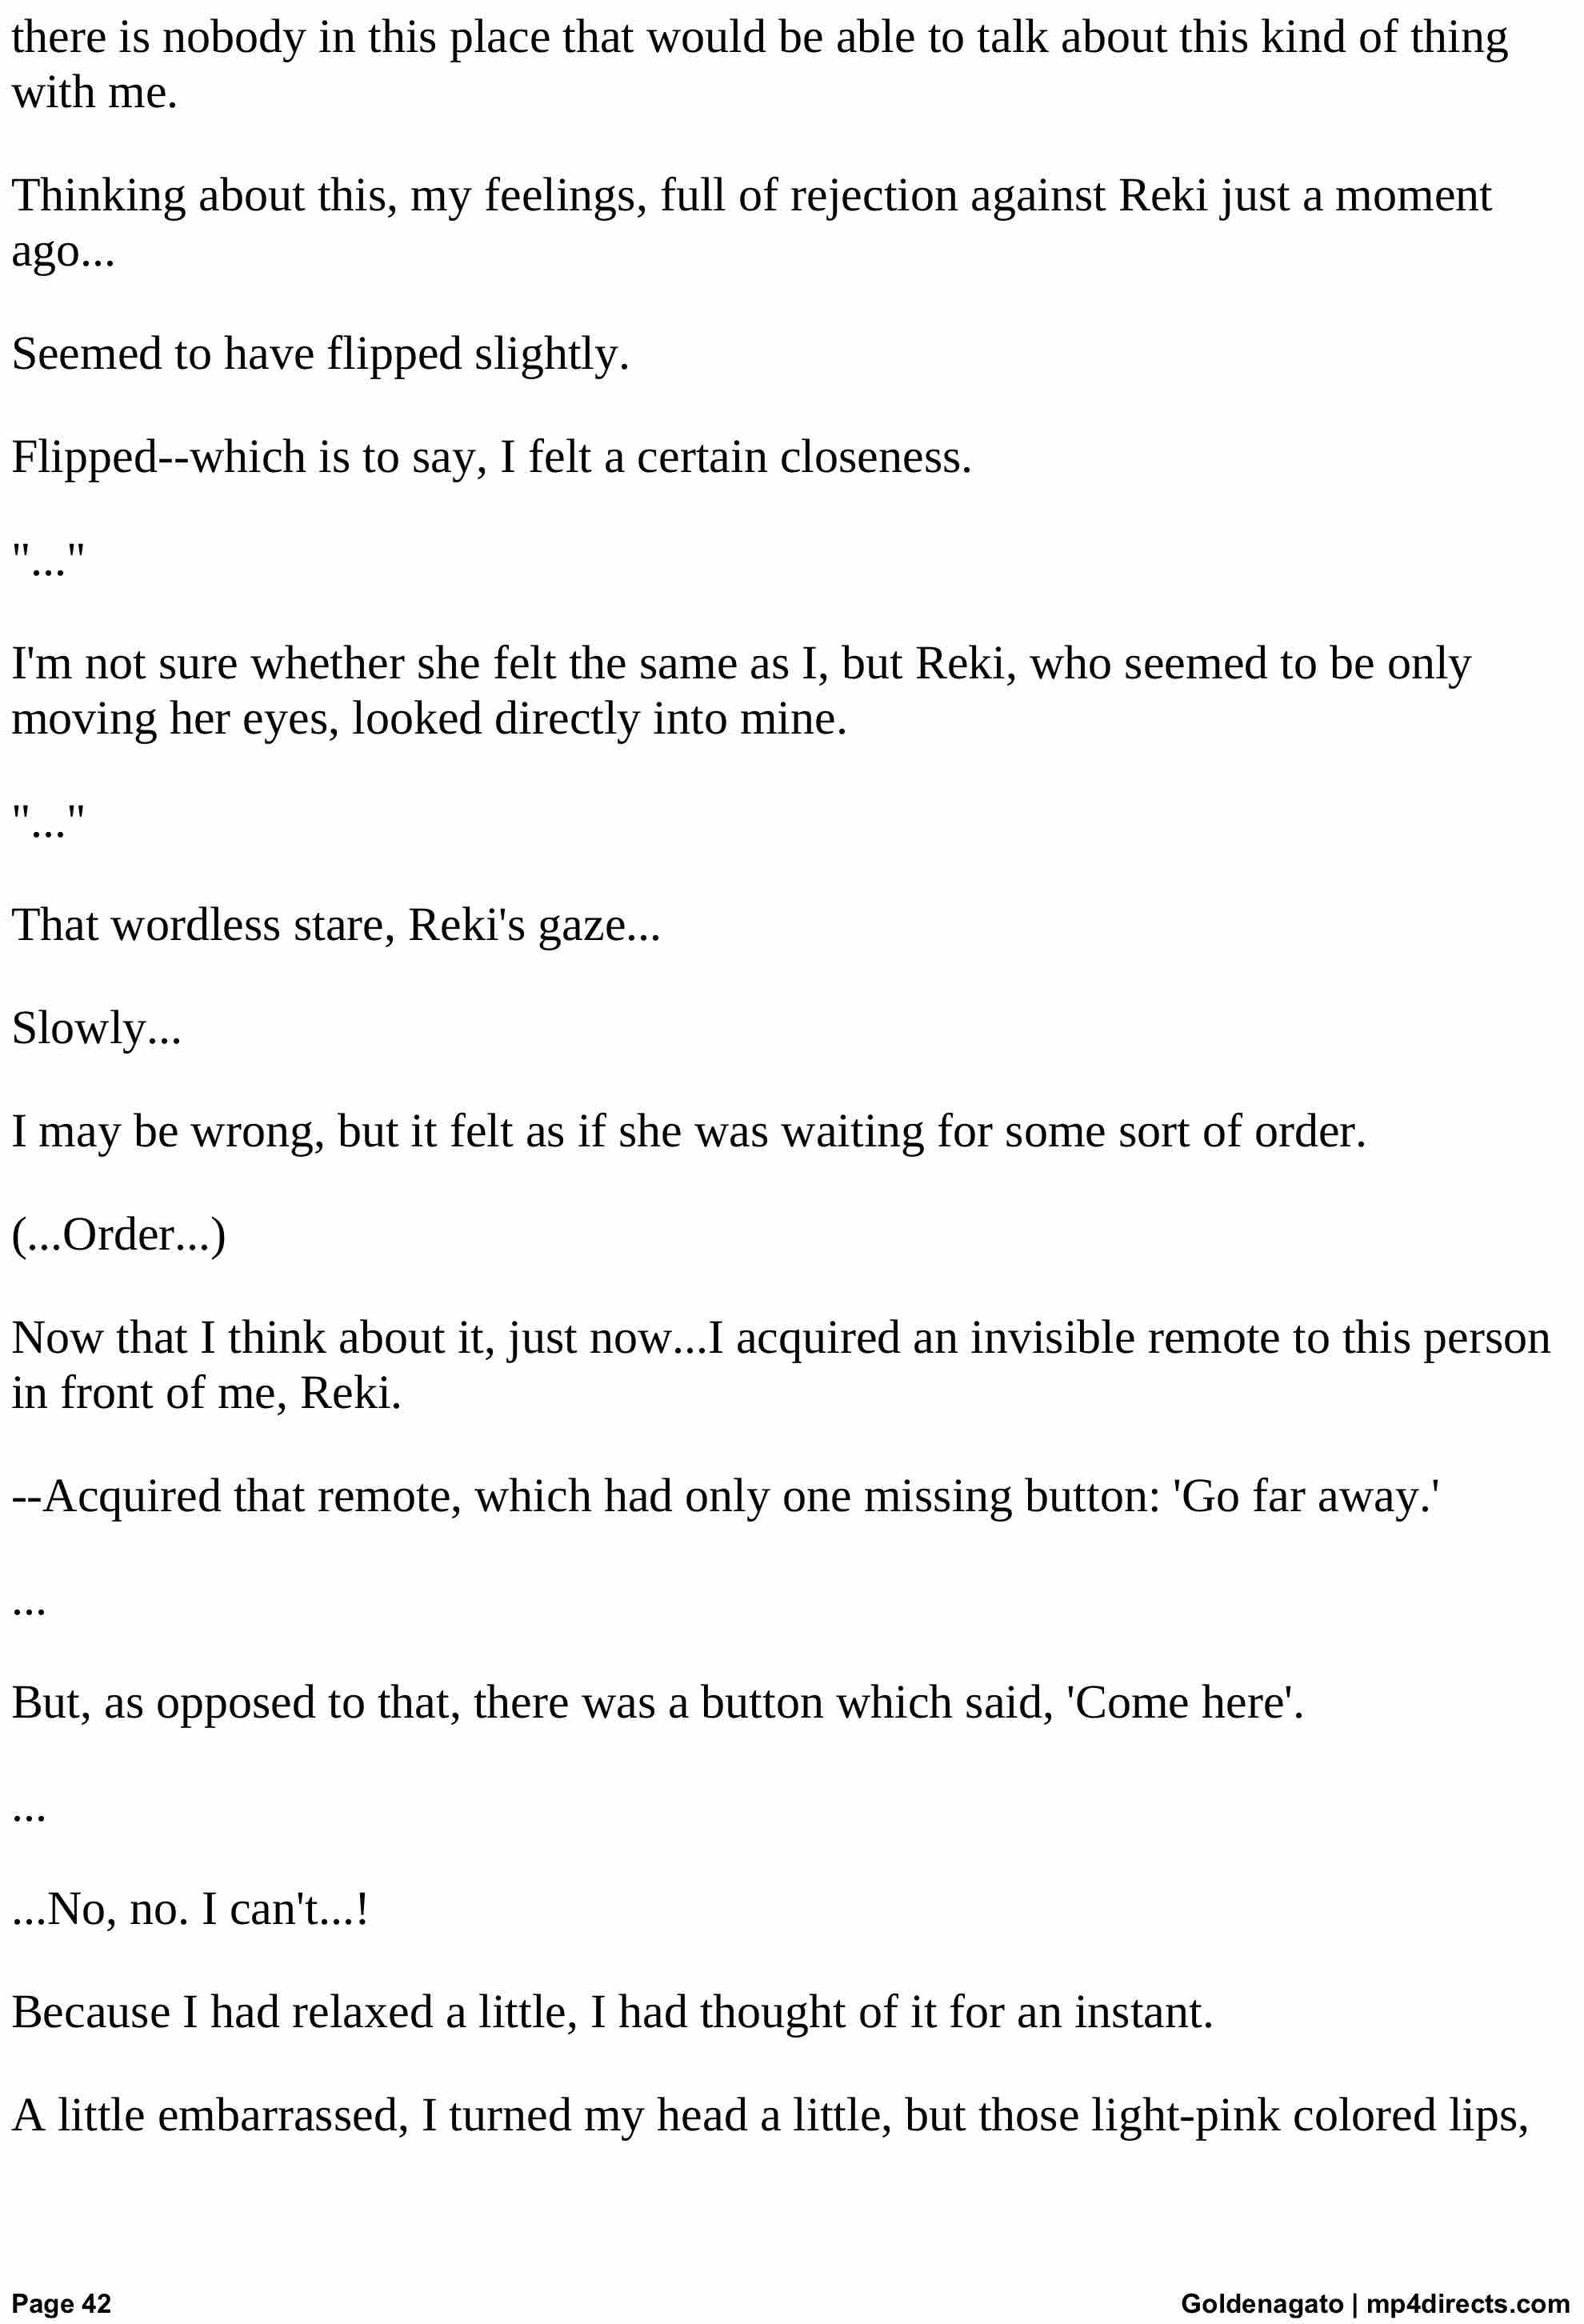 there is nobody in this place that would be able to talk about this kind of thing
with me.
Thinking about this, my feelings, full of rejection against Reki just a moment
ago...
Seemed to have flipped slightly.
Flipped--which is to say, I felt a certain closeness.
"..."
I'm not sure whether she felt the same as I, but Reki, who seemed to be only
moving her eyes, looked directly into mine.
"..."
That wordless stare, Reki's gaze...
Slowly...
I may be wrong, but it felt as if she was waiting for some sort of order.
(...Order...)
Now that I think about it, just now...I acquired an invisible remote to this person
in front of me, Reki.
--Acquired that remote, which had only one missing button: 'Go far away.'
...
But, as opposed to that, there was a button which said, 'Come here'.
...
...No, no. I can't...!
Because I had relaxed a little, I had thought of it for an instant.
A little embarrassed, I turned my head a little, but those light-pink colored lips,
Page 42
Goldenagato | mp4directs.com